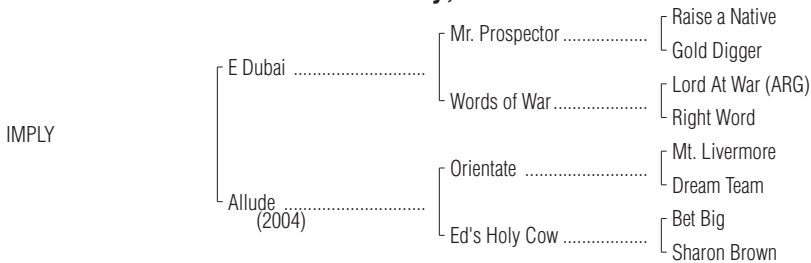 Raise a Native
Mr. Prospector ..................
Gold Digger
E Dubai ............................
Lord At War (ARG)
Words of War....................
Right Word
IMPLY
Mt. Livermore
Orientate ..........................
Dream Team
Allude ..............................
(2004)
Bet Big
Ed's Holy Cow ..................
Sharon Brown